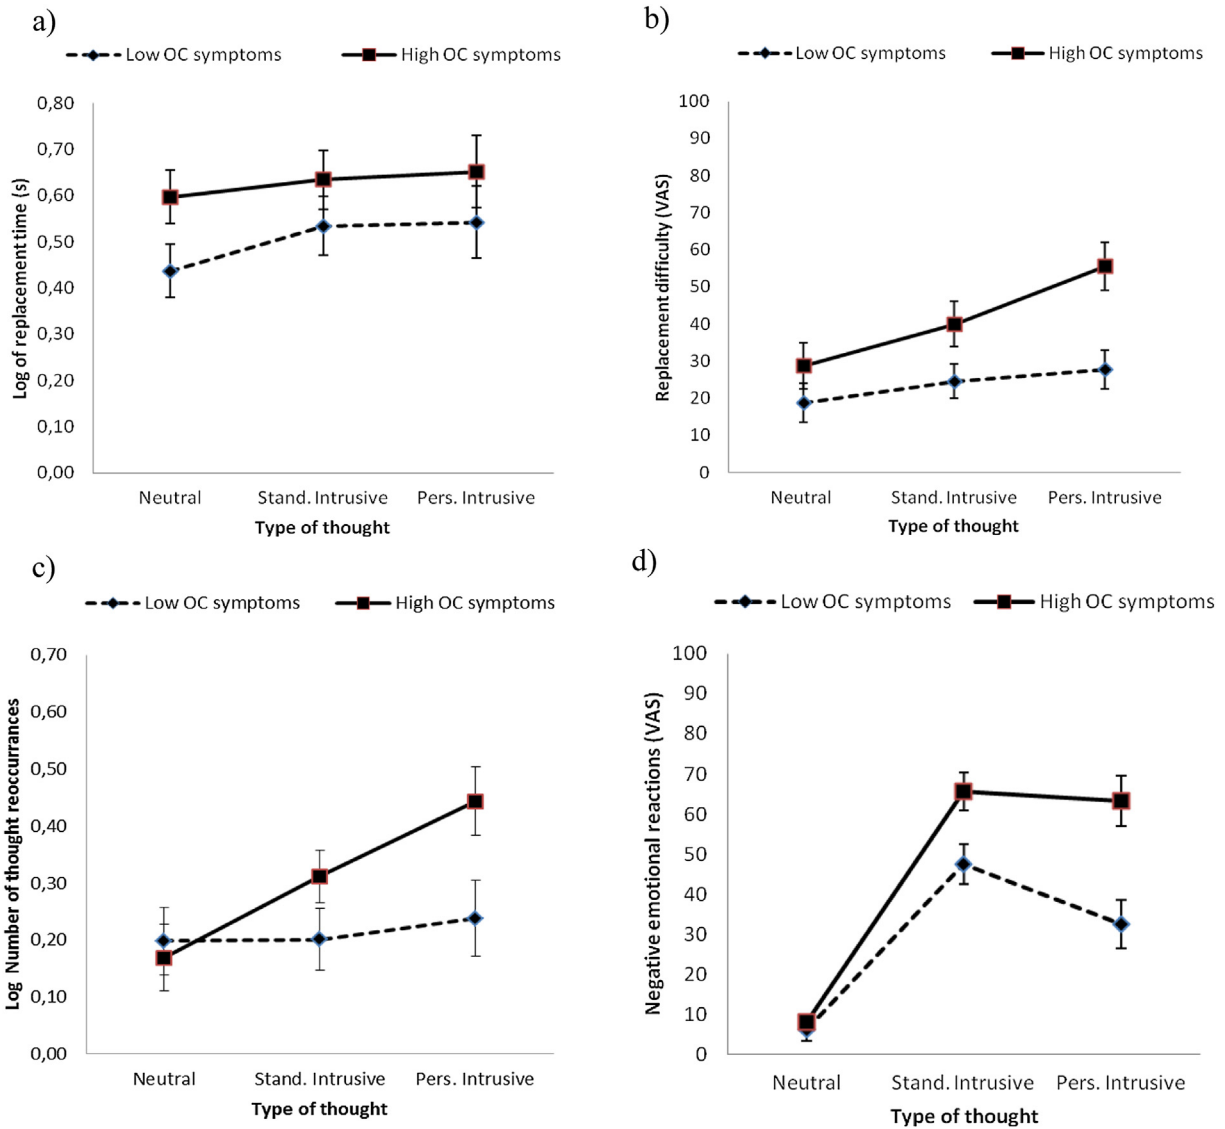 a)
Low OC symptoms High OC symptoms
0,80
0,70
0,60
0,50
0,40
0,30
0,20
0,10
0,00
Log of replacement time (s)
Neutral Stand. Intrusive Pers. Intrusive
Type of thought
b)
Low OC symptoms High OC symptoms
100
90
80
70
60
50
40
30
20
10
0
Replacement difficulty (VAS)
Neutral Stand. Intrusive Pers. Intrusive
Type of thought
c)
Low OC symptoms High OC symptoms
0,70
0,60
0,50
0,40
0,30
0,20
0,10
0,00
Log Number of thought reoccurrances
Neutral Stand. Intrusive Pers. Intrusive
Type of thought
d)
Low OC symptoms High OC symptoms
100
90
80
70
60
50
40
30
20
10
0
Negative emotional reactions (VAS)
Neutral Stand. Intrusive Pers. Intrusive
Type of thought